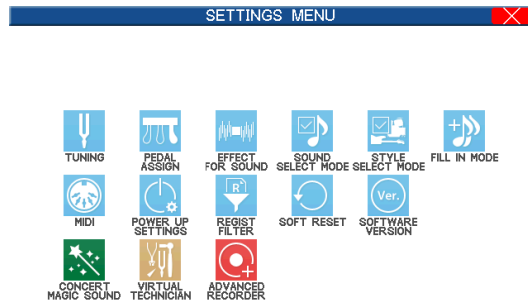 SETTINGS MENU
TUNING
PEDAL
ASSIGN
EFFECT
FOR SOUND
SOUND
SELECT MODE
STYLE
SELECT MODE
FILL IN MODE
MIDI
POWER UP
SETTINGS
R
REGIST
FILTER
SOFT RESET
Ver.
SOFTWARE
VERSION
CONCERT
MAGIC SOUND
VIRTUAL
TECHNICIAN
ADVANCED
RECORDER